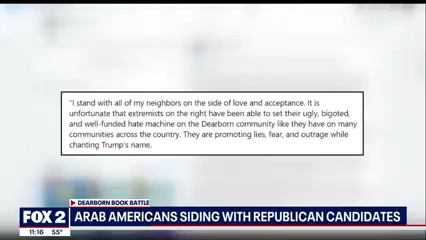 "I stand with all of my neighbors on the side of love and acceptance. It is
unfortunate that extremists on the right have been able to set their ugly, bigoted,
and well-funded hate machine on the Dearborn community like they have on many
communities across the country. They are promoting lies, fear, and outrage while
chanting Trump's name.
DEARBORN BOOK BATTLE
FOX 2 ARAB AMERICANS SIDING WITH REPUBLICAN CANDIDATES
11:16 55°